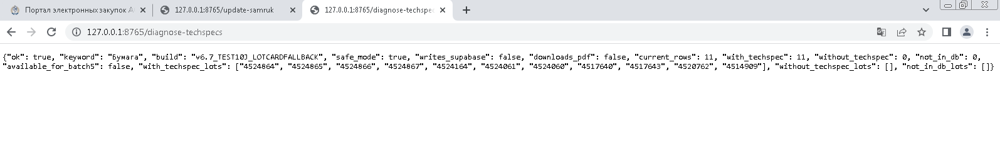 Портал электронных закупок А
127.0.0.1:8765/update-samruk
127.0.0.1:8765/diagnose-techspec
127.0.0.1:8765/diagnose-techspecs
{"ok": true, "keyword": "Бумага", "build": "v6.7_TEST10J_LOTCARDFALLBACK", "safe_mode": true, "writes_supabase": false, "downloads_pdf": false, "current_rows": 11, "with_techspec": 11, "without_techspec": 0, "not_in_db": 0,
"available_for_batch5": false, "with_techspec_lots": ["4524864", "4524865", "4524866", "4524867", "4524164", "4524061", "4524060", "4517640", "4517643", "4520762", "4514909"], "without_techspec_lots": [], "not_in_db_lots": []}